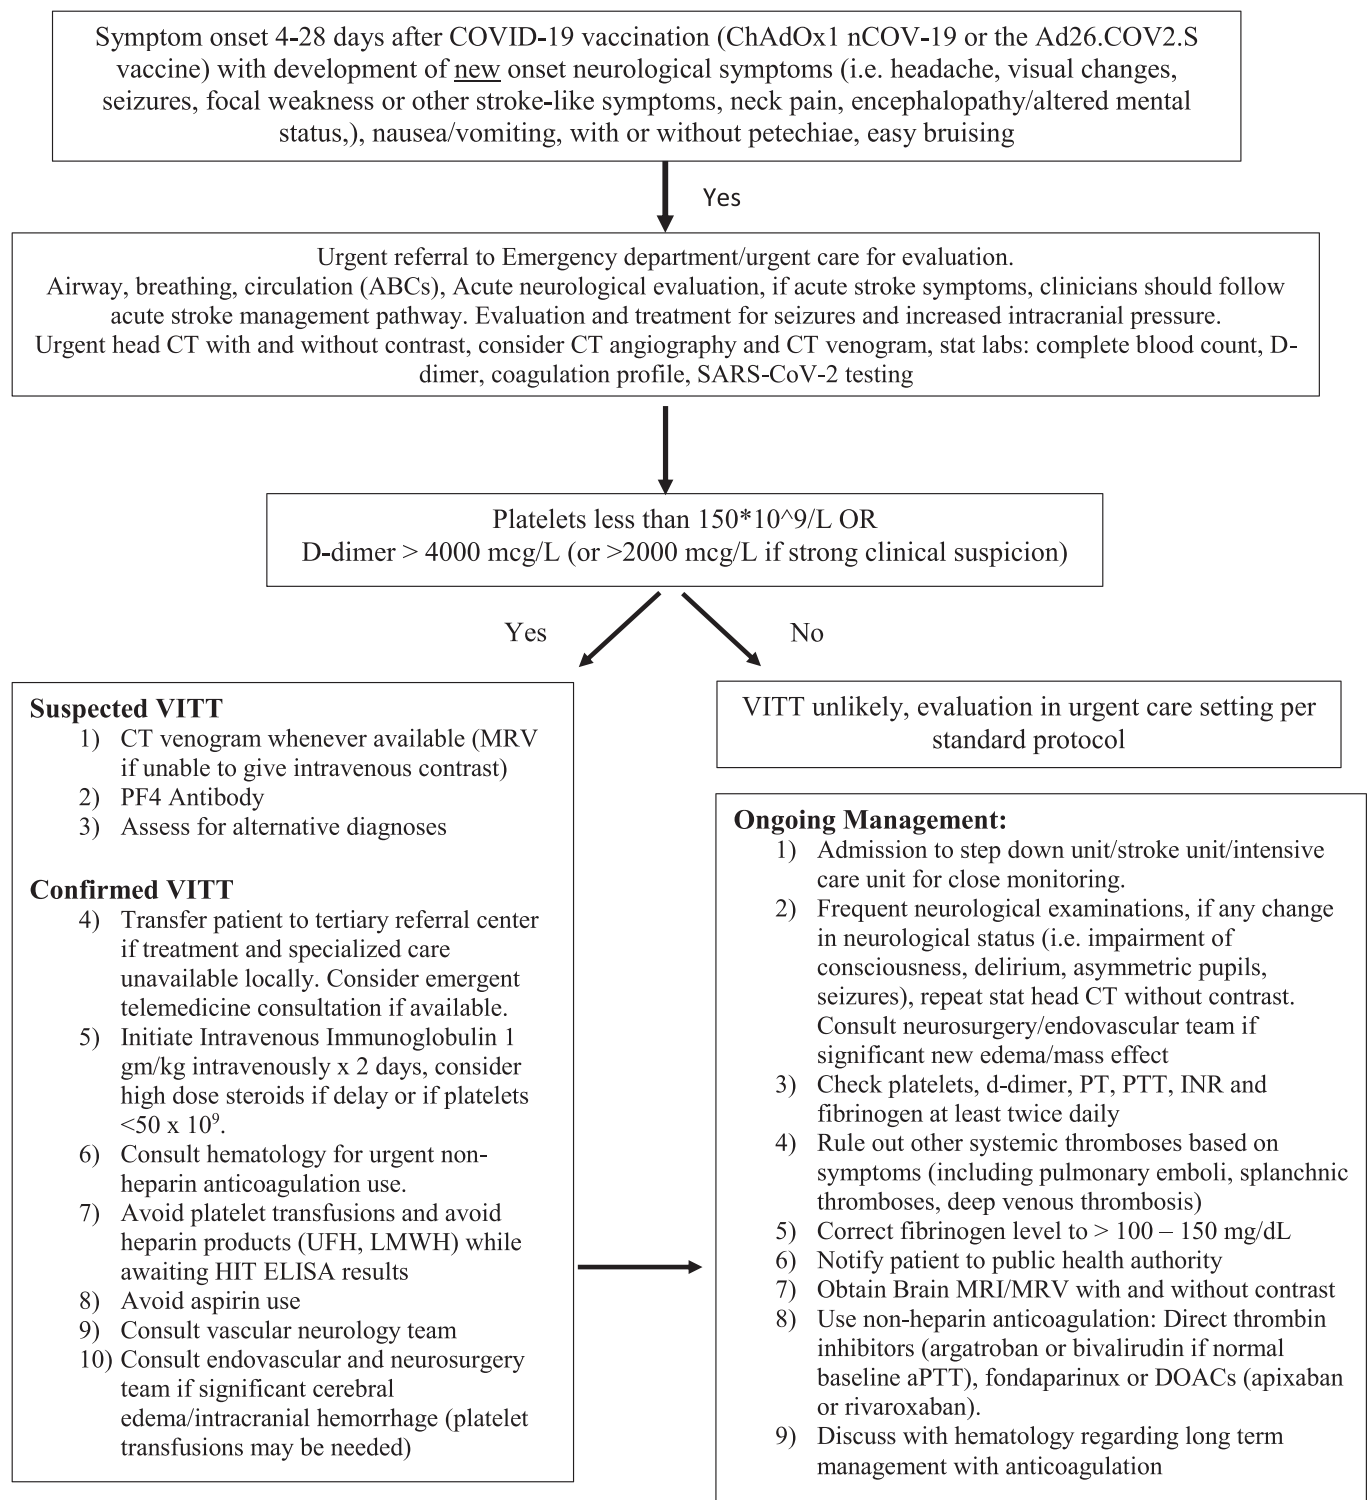 Symptom onset 4-28 days after COVID-19 vaccination (ChAdOx1 nCOV-19 or the Ad26.COV2.S
vaccine) with development of new onset neurological symptoms (i.e. headache, visual changes,
seizures, focal weakness or other stroke-like symptoms, neck pain, encephalopathy/altered mental
status,), nausea/vomiting, with or without petechiae, easy bruising
Yes
Urgent referral to Emergency department/urgent care for evaluation.
Airway, breathing, circulation (ABCs), Acute neurological evaluation, if acute stroke symptoms, clinicians should follow
acute stroke management pathway. Evaluation and treatment for seizures and increased intracranial pressure.
Urgent head CT with and without contrast, consider CT angiography and CT venogram, stat labs: complete blood count, D-
dimer, coagulation profile, SARS-CoV-2 testing
Platelets less than 150*10^9/L OR
D-dimer > 4000 mcg/L (or >2000 mcg/L if strong clinical suspicion)
Yes
No
Suspected VITT
1) CT venogram whenever available (MRV
if unable to give intravenous contrast)
2) PF4 Antibody
3) Assess for alternative diagnoses
Confirmed VITT
4) Transfer patient to tertiary referral center
if treatment and specialized care
unavailable locally. Consider emergent
telemedicine consultation if available.
5) Initiate Intravenous Immunoglobulin 1
gm/kg intravenously x 2 days, consider
high dose steroids if delay or if platelets
<50 x 10⁹.
6) Consult hematology for urgent non-
heparin anticoagulation use.
7) Avoid platelet transfusions and avoid
heparin products (UFH, LMWH) while
awaiting HIT ELISA results
8) Avoid aspirin use
9) Consult vascular neurology team
10) Consult endovascular and neurosurgery
team if significant cerebral
edema/intracranial hemorrhage (platelet
transfusions may be needed)
VITT unlikely, evaluation in urgent care setting per
standard protocol
Ongoing Management:
1) Admission to step down unit/stroke unit/intensive
care unit for close monitoring.
2) Frequent neurological examinations, if any change
in neurological status (i.e. impairment of
consciousness, delirium, asymmetric pupils,
seizures), repeat stat head CT without contrast.
Consult neurosurgery/endovascular team if
significant new edema/mass effect
3) Check platelets, d-dimer, PT, PTT, INR and
fibrinogen at least twice daily
4) Rule out other systemic thromboses based on
symptoms (including pulmonary emboli, splanchnic
thromboses, deep venous thrombosis)
5) Correct fibrinogen level to > 100 – 150 mg/dL
6) Notify patient to public health authority
7) Obtain Brain MRI/MRV with and without contrast
8) Use non-heparin anticoagulation: Direct thrombin
inhibitors (argatroban or bivalirudin if normal
baseline aPTT), fondaparinux or DOACs (apixaban
or rivaroxaban).
9) Discuss with hematology regarding long term
management with anticoagulation